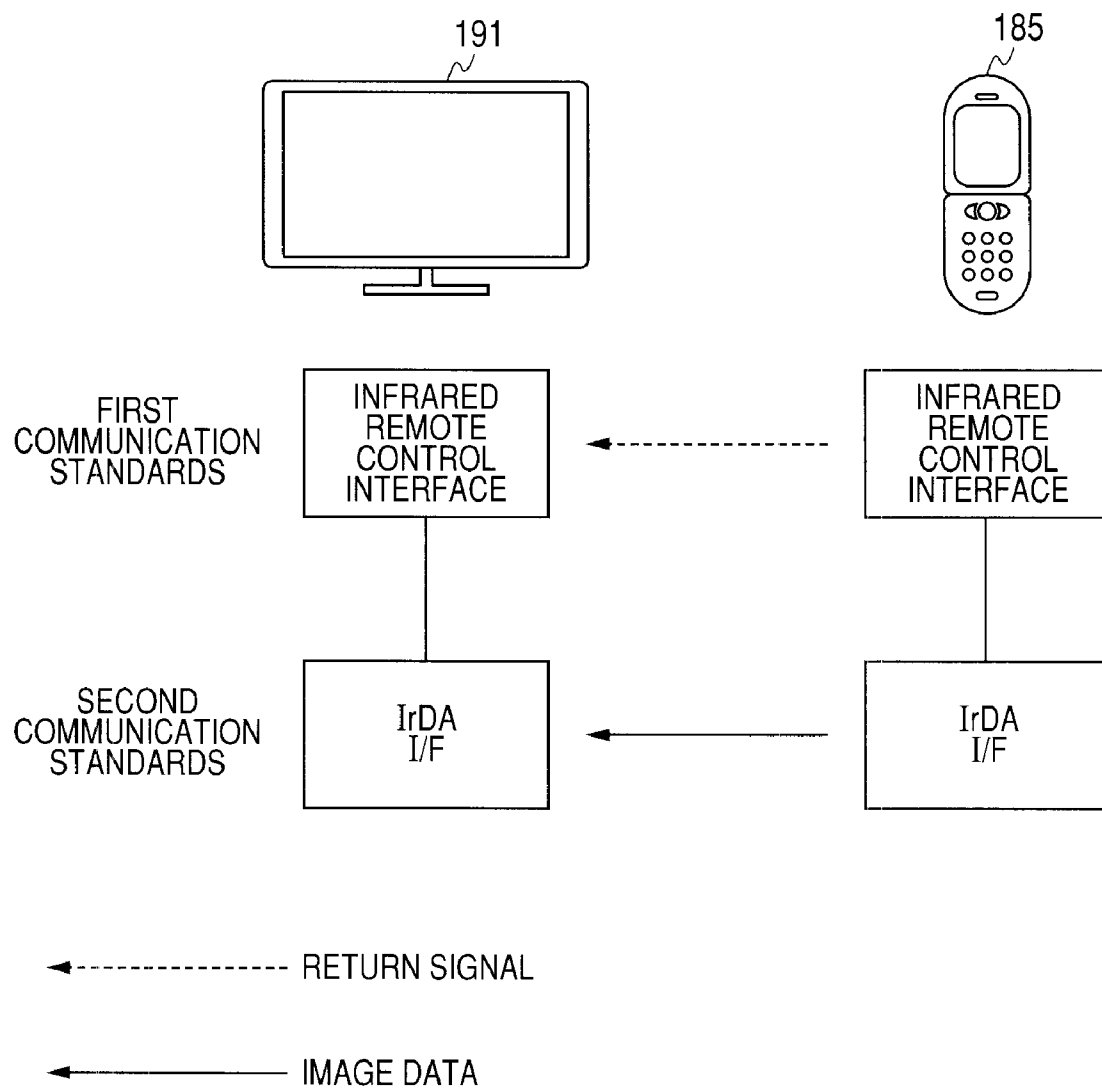 191
185
FIRST
COMMUNICATION
STANDARDS
INFRARED
REMOTE
CONTROL
INTERFACE
INFRARED
REMOTE
CONTROL
INTERFACE
SECOND
COMMUNICATION
STANDARDS
IrDA
I/F
IrDA
I/F
RETURN SIGNAL
IMAGE DATA